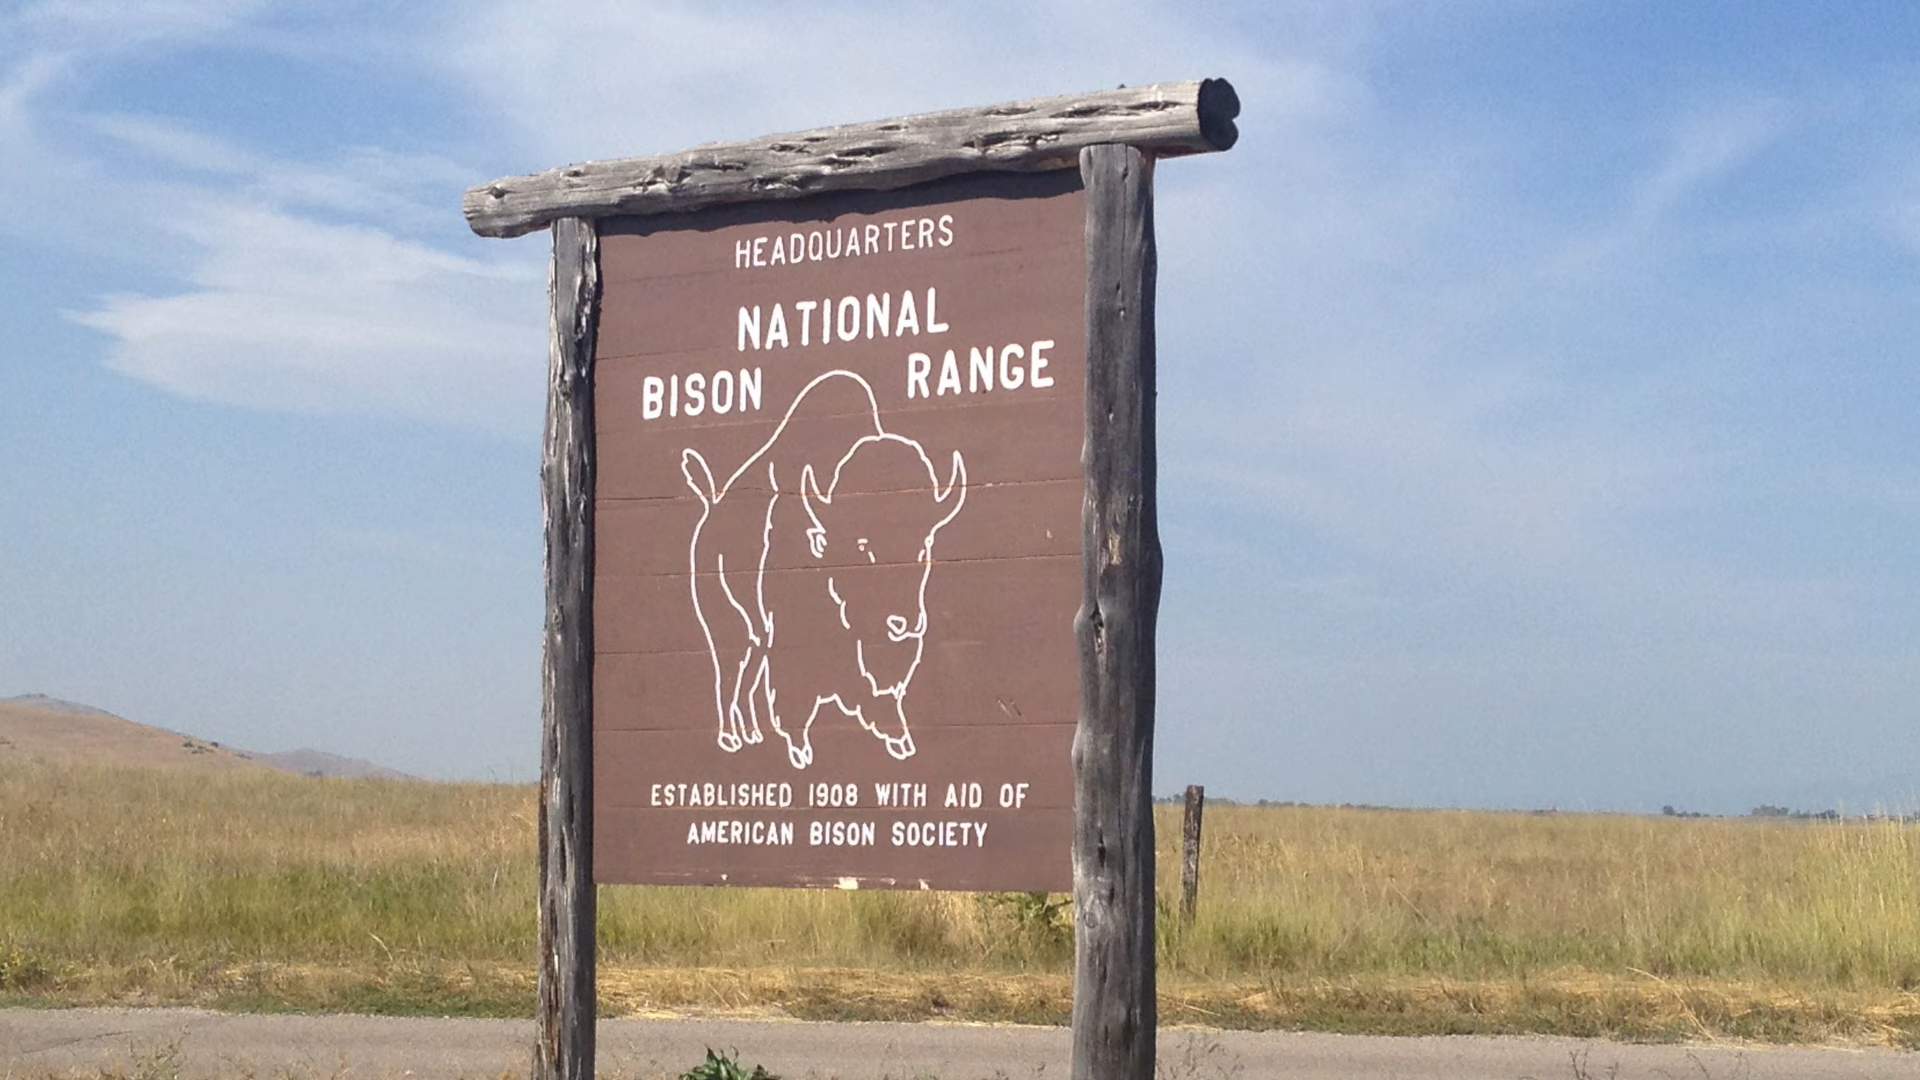 HEADQUARTERS
NATIONAL
BISON RANGE
ESTABLISHED 1908 WITH AID OF
AMERICAN BISON SOCIETY